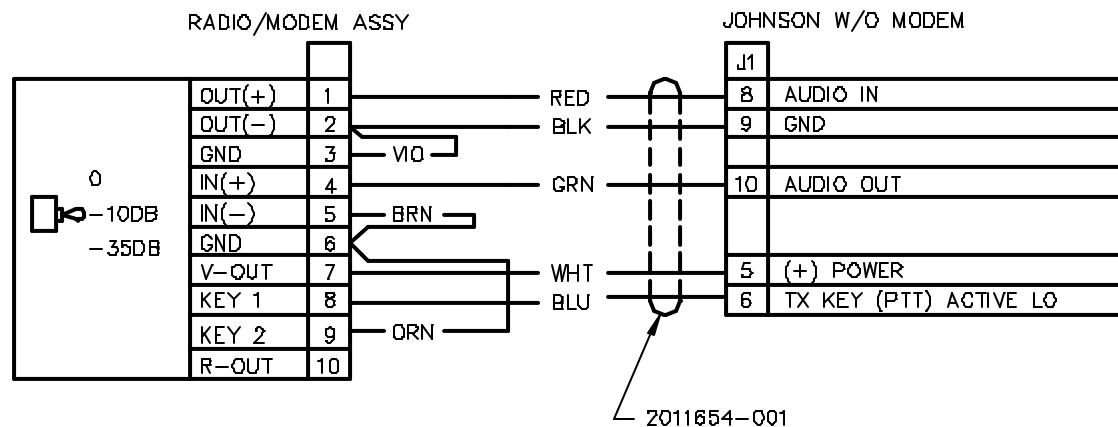 RADIO/MODEM ASSY
JOHNSON W/O MODEM
J1
OUT(+) 1 RED 8 AUDIO IN
OUT(-) 2 BLK 9 GND
GND 3 VIO
0
IN(+) 4 GRN 10 AUDIO OUT
-10DB
IN(-) 5 BRN
-35DB
GND 6
V-OUT 7 WHT 5 (+) POWER
KEY 1 8 BLU 6 TX KEY (PTT) ACTIVE LO
KEY 2 9 ORN
R-OUT 10
2011654-001